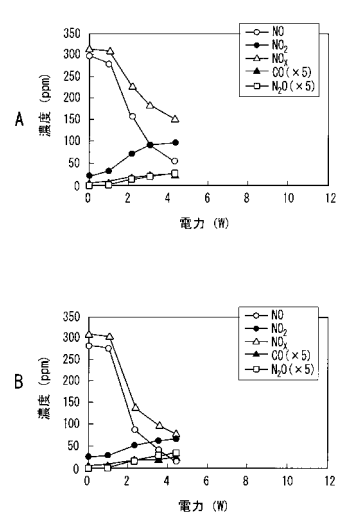 A
濃度 (ppm)
350
300
250
200
150
100
50
0
NO
NO₂
NOₓ
CO(×5)
N₂O(×5)
0 2 4 6 8 10 12
電力 (W)
B
濃度 (ppm)
350
300
250
200
150
100
50
0
NO
NO₂
NOₓ
CO(×5)
N₂O(×5)
0 2 4 6 8 10 12
電力 (W)